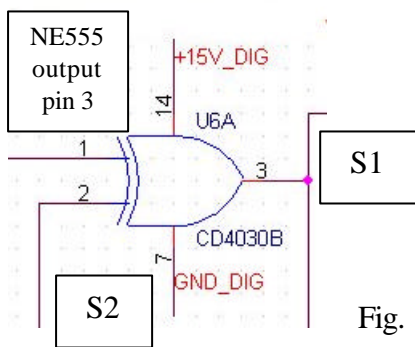 NE555
output
pin 3
+15V_DIG
14
U6A
1
2
3
S1
CD4030B
7
GND_DIG
S2
Fig.